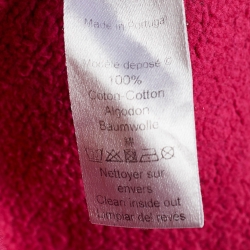 Made in Portugal
Modèle déposé ©
100%
Coton-Cotton
Algodon
Baumwolle
Nettoyer sur
envers
Clean inside out
Limpiar del revés